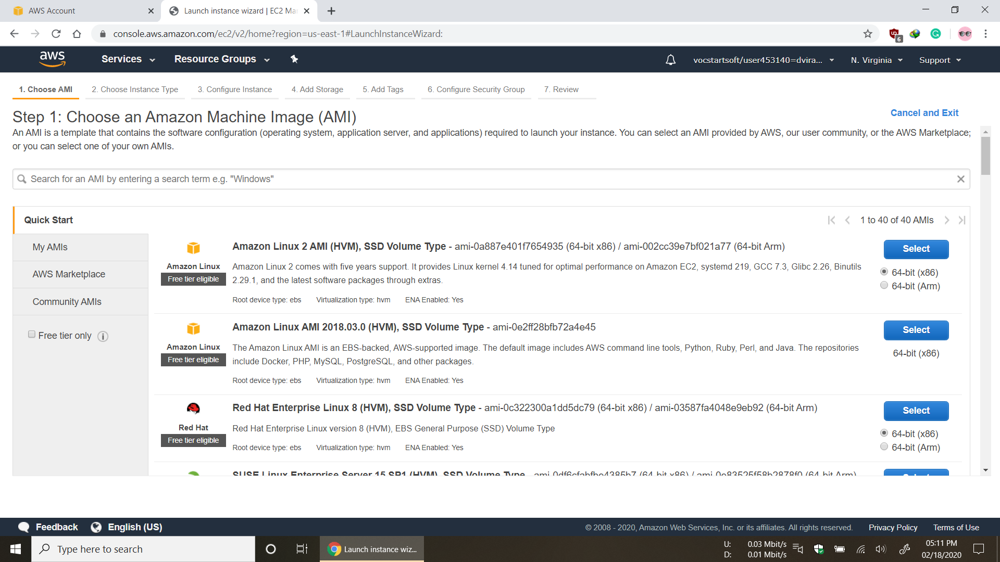 AWS Account
Launch instance wizard | EC2 Ma
console.aws.amazon.com/ec2/v2/home?region=us-east-1#LaunchInstanceWizard:
6
aws
Services
Resource Groups
vocstartsoft/user453140=dvira...
N. Virginia
Support
1. Choose AMI
2. Choose Instance Type
3. Configure Instance
4. Add Storage
5. Add Tags
6. Configure Security Group
7. Review
Step 1: Choose an Amazon Machine Image (AMI)
Cancel and Exit
An AMI is a template that contains the software configuration (operating system, application server, and applications) required to launch your instance. You can select an AMI provided by AWS, our user community, or the AWS Marketplace;
or you can select one of your own AMIs.
Search for an AMI by entering a search term e.g. "Windows"
Quick Start
1 to 40 of 40 AMIs
My AMIs
AWS Marketplace
Community AMIs
Free tier only
Amazon Linux
Free tier eligible
Amazon Linux 2 AMI (HVM), SSD Volume Type - ami-0a887e401f7654935 (64-bit x86) / ami-002cc39e7bf021a77 (64-bit Arm)
Amazon Linux 2 comes with five years support. It provides Linux kernel 4.14 tuned for optimal performance on Amazon EC2, systemd 219, GCC 7.3, Glibc 2.26, Binutils
2.29.1, and the latest software packages through extras.
Root device type: ebs Virtualization type: hvm ENA Enabled: Yes
Select
64-bit (x86)
64-bit (Arm)
Amazon Linux
Free tier eligible
Amazon Linux AMI 2018.03.0 (HVM), SSD Volume Type - ami-0e2ff28bfb72a4e45
The Amazon Linux AMI is an EBS-backed, AWS-supported image. The default image includes AWS command line tools, Python, Ruby, Perl, and Java. The repositories
include Docker, PHP, MySQL, PostgreSQL, and other packages.
Root device type: ebs Virtualization type: hvm ENA Enabled: Yes
Select
64-bit (x86)
Red Hat
Free tier eligible
Red Hat Enterprise Linux 8 (HVM), SSD Volume Type - ami-0c322300a1dd5dc79 (64-bit x86) / ami-03587fa4048e9eb92 (64-bit Arm)
Red Hat Enterprise Linux version 8 (HVM), EBS General Purpose (SSD) Volume Type
Root device type: ebs Virtualization type: hvm ENA Enabled: Yes
Select
64-bit (x86)
64-bit (Arm)
SUSE Linux Enterprise Server 15 SP1 (HVM), SSD Volume Type - (64-bit x86) / (64-bit Arm)
Feedback
English (US)
© 2008 - 2020, Amazon Web Services, Inc. or its affiliates. All rights reserved.
Privacy Policy
Terms of Use
Type here to search
Launch instance wiz...
U: 0.03 Mbit/s
D: 0.01 Mbit/s
05:11 PM
02/18/2020